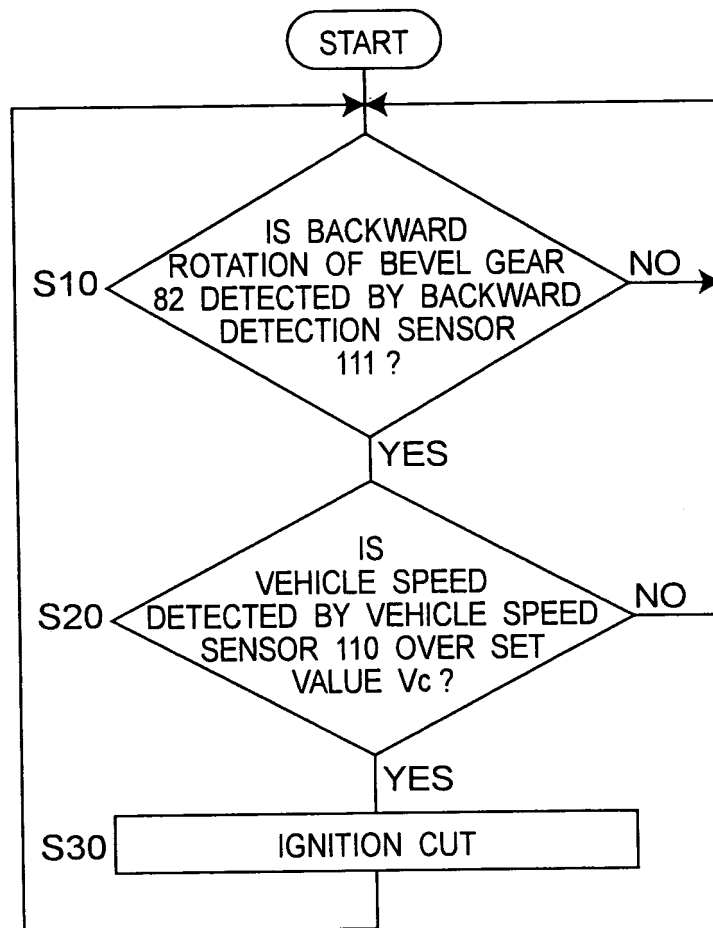 START
IS BACKWARD
ROTATION OF BEVEL GEAR
82 DETECTED BY BACKWARD
DETECTION SENSOR
111 ?
S10
NO
YES
IS
VEHICLE SPEED
DETECTED BY VEHICLE SPEED
SENSOR 110 OVER SET
VALUE Vc ?
S20
NO
YES
S30
IGNITION CUT